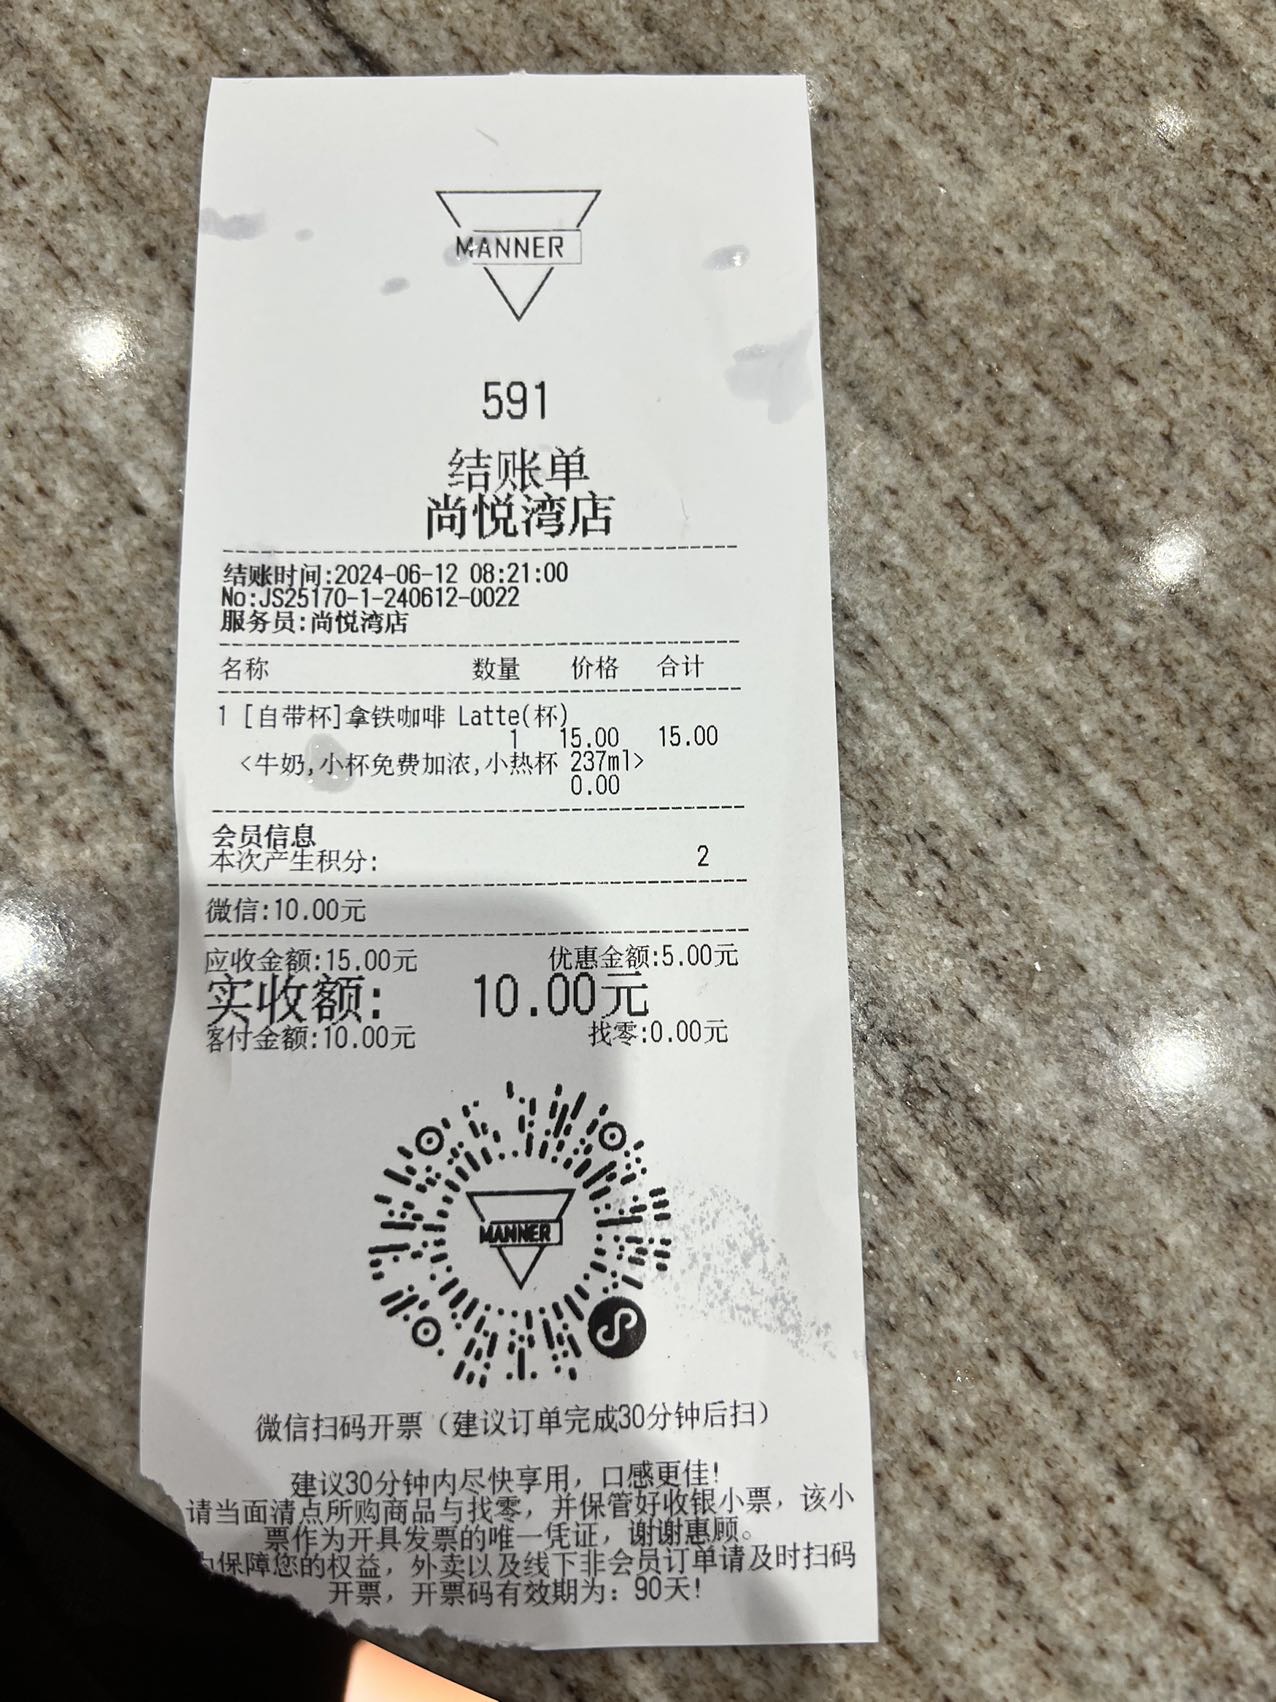 MANNER
591
结账单
尚悦湾店
结账时间:2024-06-12 08:21:00
No:JS25170-1-240612-0022
服务员:尚悦湾店
名称 数量 价格 合计
1 [自带杯]拿铁咖啡 Latte(杯)
1 15.00 15.00
<牛奶,小杯免费加浓,小热杯 237ml>
0.00
会员信息
本次产生积分: 2
微信:10.00元
应收金额:15.00元 优惠金额:5.00元
实收额: 10.00元
客付金额:10.00元 找零:0.00元
MANNER
微信扫码开票（建议订单完成30分钟后扫）
建议30分钟内尽快享用，口感更佳!
请当面清点所购商品与找零，并保管好收银小票，该小
票作为开具发票的唯一凭证，谢谢惠顾。
为保障您的权益，外卖以及线下非会员订单请及时扫码
开票，开票码有效期为：90天!